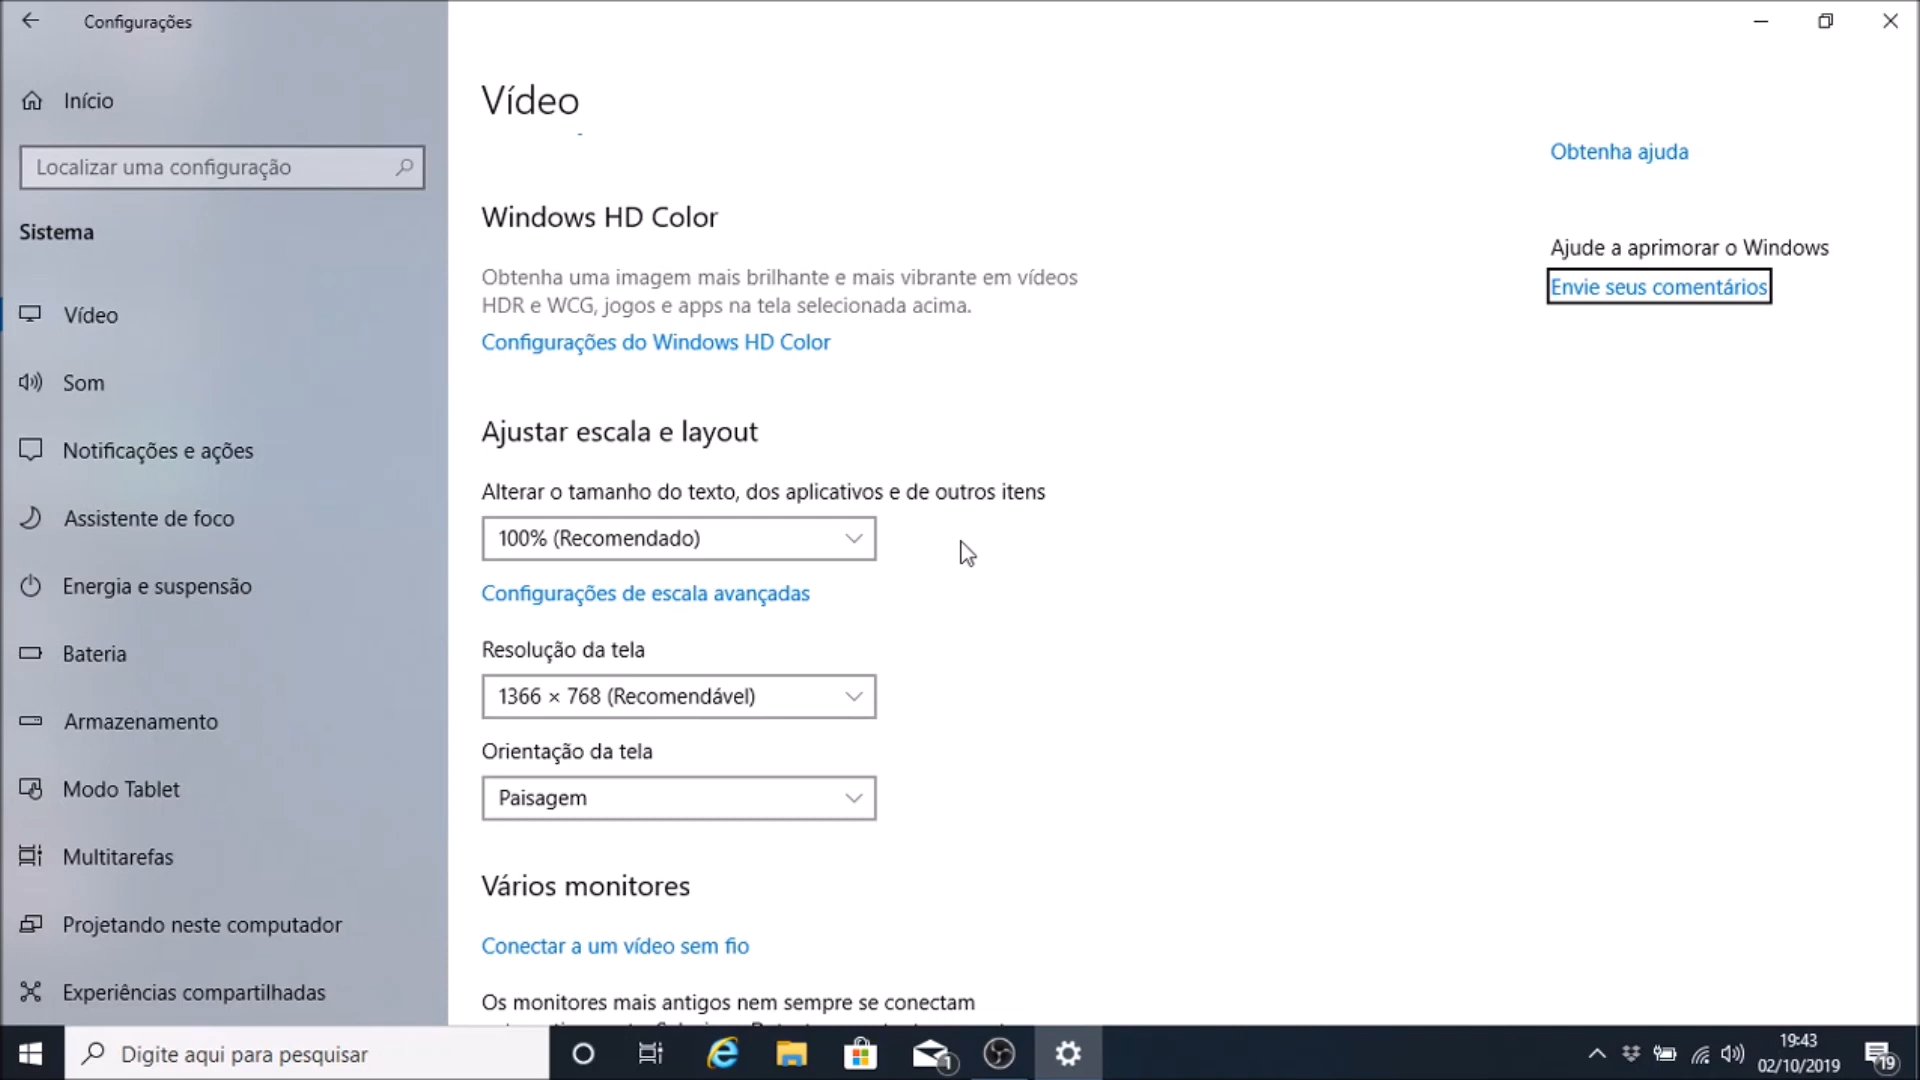 Configurações
Início
Localizar uma configuração
Sistema
Vídeo
Som
Notificações e ações
Assistente de foco
Energia e suspensão
Bateria
Armazenamento
Modo Tablet
Multitarefas
Projetando neste computador
Experiências compartilhadas
Vídeo
Windows HD Color
Obtenha uma imagem mais brilhante e mais vibrante em vídeos
HDR e WCG, jogos e apps na tela selecionada acima.
Configurações do Windows HD Color
Ajustar escala e layout
Alterar o tamanho do texto, dos aplicativos e de outros itens
100% (Recomendado)
Configurações de escala avançadas
Resolução da tela
1366 × 768 (Recomendável)
Orientação da tela
Paisagem
Vários monitores
Conectar a um vídeo sem fio
Os monitores mais antigos nem sempre se conectam
Obtenha ajuda
Ajude a aprimorar o Windows
Envie seus comentários
Digite aqui para pesquisar
1
19:43
02/10/2019
19